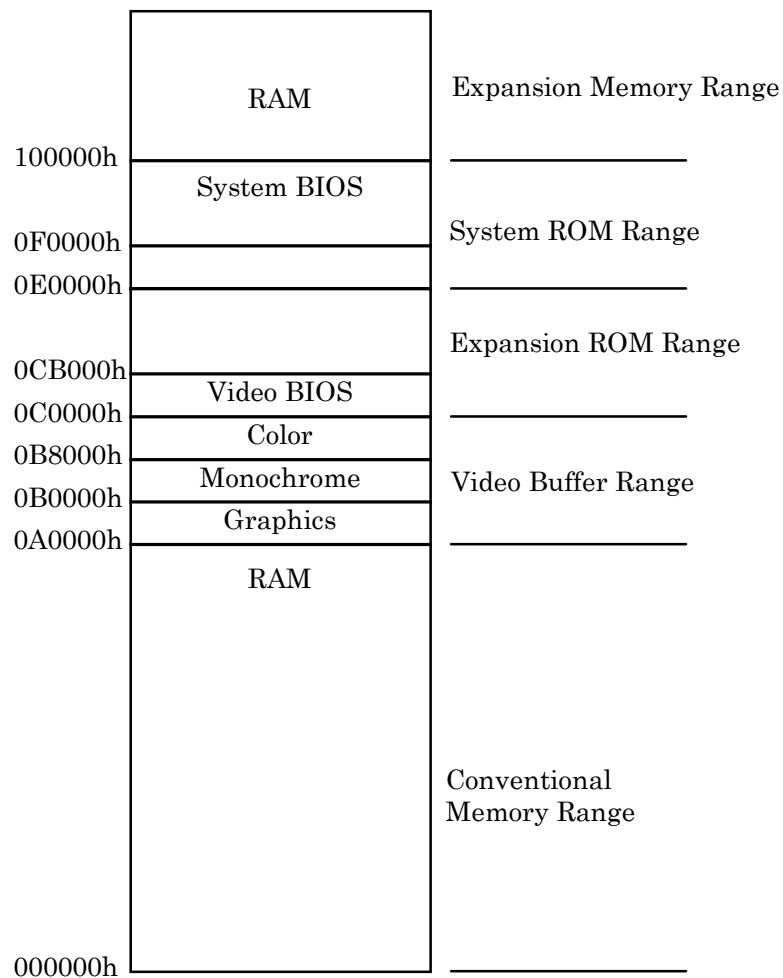 RAM
Expansion Memory Range
100000h
System BIOS
System ROM Range
0F0000h
0E0000h
Expansion ROM Range
0CB000h
Video BIOS
0C0000h
Color
0B8000h
Monochrome
Video Buffer Range
0B0000h
Graphics
0A0000h
RAM
Conventional
Memory Range
000000h